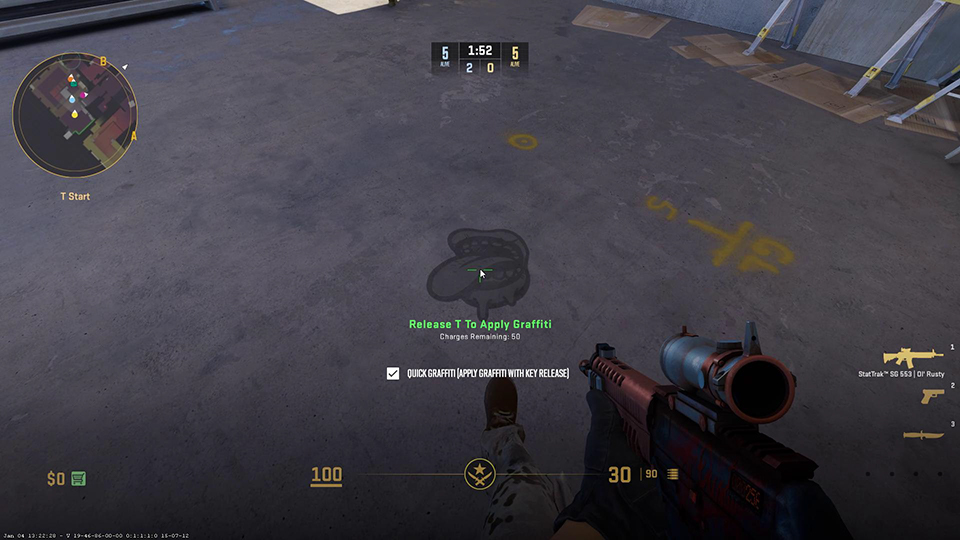 B
5
ALIVE
1:52
5
ALIVE
2 0
A
T Start
Release T To Apply Graffiti
Charges Remaining: 50
QUICK GRAFFITI [APPLY GRAFFITI WITH KEY RELEASE]
1
StatTrak™ SG 553 | Ol' Rusty
2
3
$0
100
30 | 90